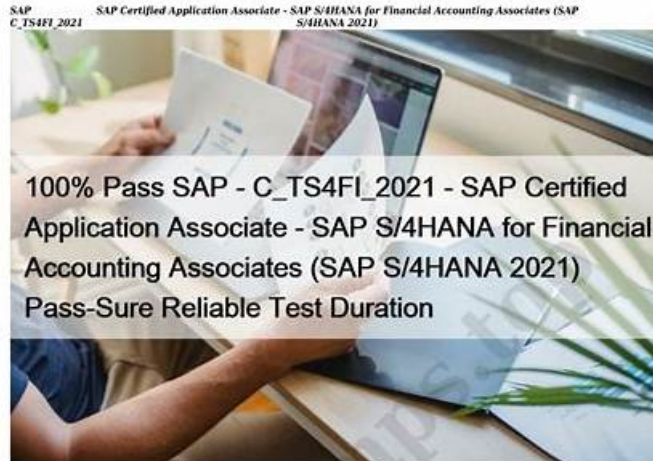 SAP
C_TS4FI_2021
SAP Certified Application Associate - SAP S/4HANA for Financial Accounting Associates (SAP
S/4HANA 2021)
100% Pass SAP - C_TS4FI_2021 - SAP Certified
Application Associate - SAP S/4HANA for Financial
Accounting Associates (SAP S/4HANA 2021)
Pass-Sure Reliable Test Duration